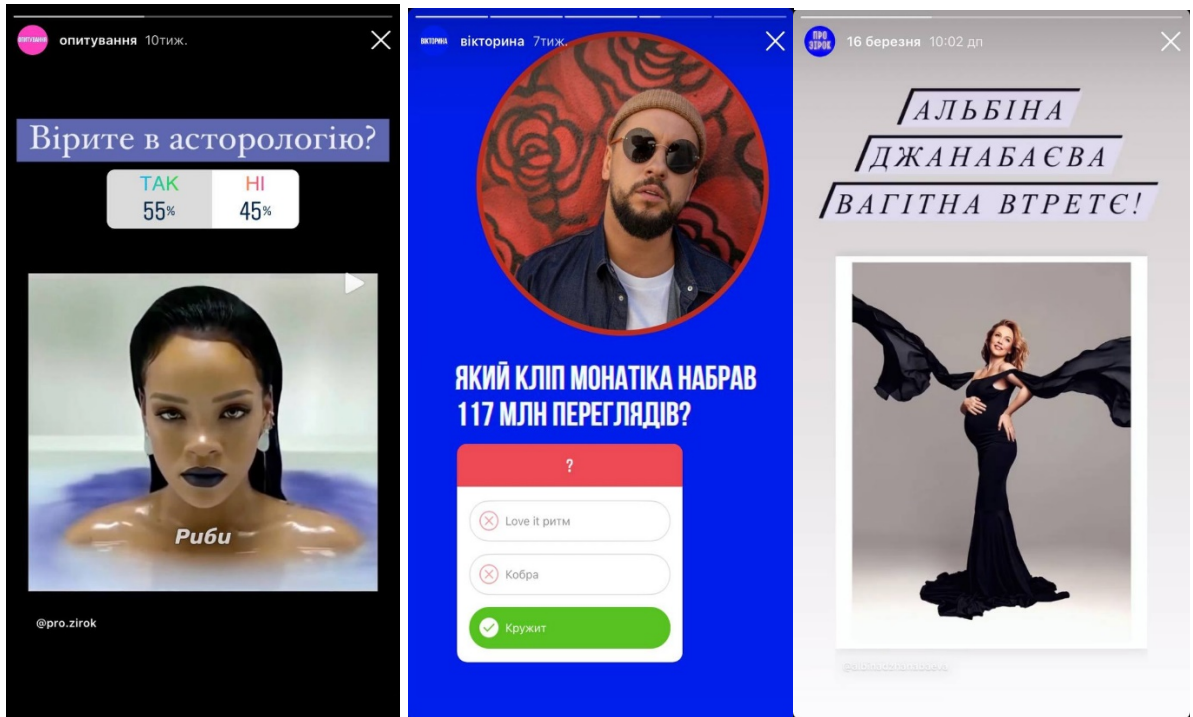 опитування
опитування 10тиж.
Вірите в асторологію?
ТАК НІ
55% 45%
Риби
@pro.zirok
ВІКТОРИНА
вікторина 7тиж.
ЯКИЙ КЛІП МОНАТІКА НАБРАВ
117 МЛН ПЕРЕГЛЯДІВ?
?
Love it ритм
Кобра
Кружит
ПРО
ЗІРОК
16 березня 10:02 дп
АЛЬБІНА
ДЖАНАБАЄВА
ВАГІТНА ВТРЕТЄ!